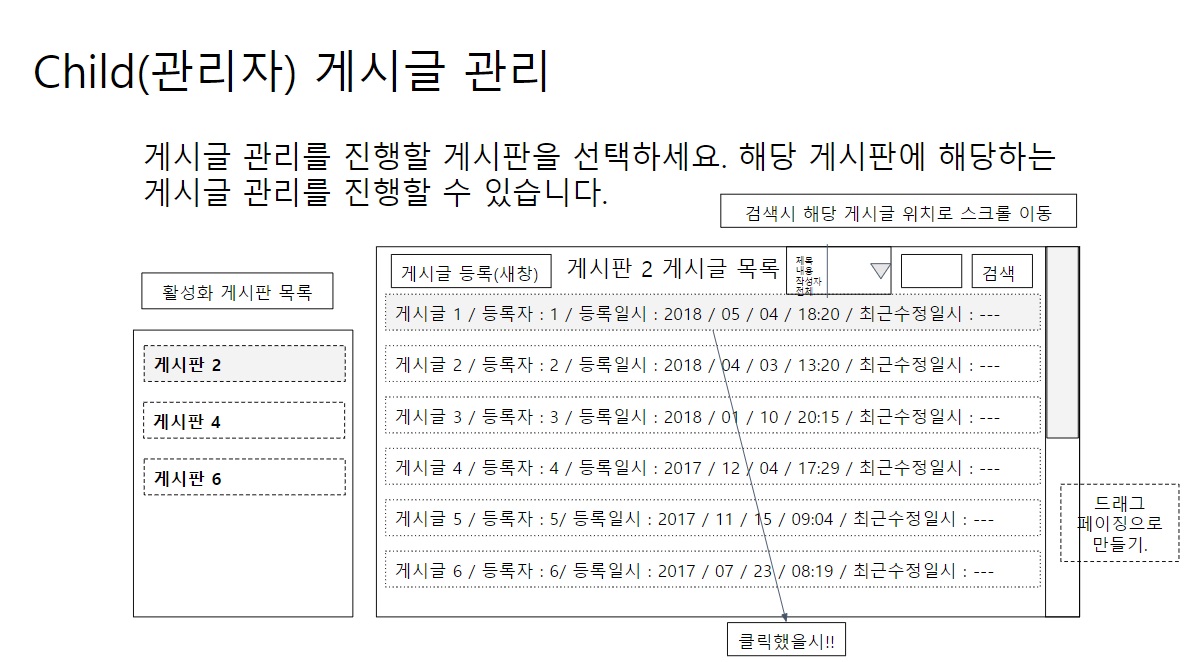 Child(관리자) 게시글 관리
게시글 관리를 진행할 게시판을 선택하세요. 해당 게시판에 해당하는
게시글 관리를 진행할 수 있습니다.
검색시 해당 게시글 위치로 스크롤 이동
활성화 게시판 목록
게시판 2
게시판 4
게시판 6
게시글 등록(새창)
게시판 2 게시글 목록
제목
내용
작성자
전체
검색
게시글 1 / 등록자 : 1 / 등록일시 : 2018 / 05 / 04 / 18:20 / 최근수정일시 : ---
게시글 2 / 등록자 : 2 / 등록일시 : 2018 / 04 / 03 / 13:20 / 최근수정일시 : ---
게시글 3 / 등록자 : 3 / 등록일시 : 2018 / 01 / 10 / 20:15 / 최근수정일시 : ---
게시글 4 / 등록자 : 4 / 등록일시 : 2017 / 12 / 04 / 17:29 / 최근수정일시 : ---
게시글 5 / 등록자 : 5/ 등록일시 : 2017 / 11 / 15 / 09:04 / 최근수정일시 : ---
게시글 6 / 등록자 : 6/ 등록일시 : 2017 / 07 / 23 / 08:19 / 최근수정일시 : ---
드래그
페이징으로
만들기.
클릭했을시!!